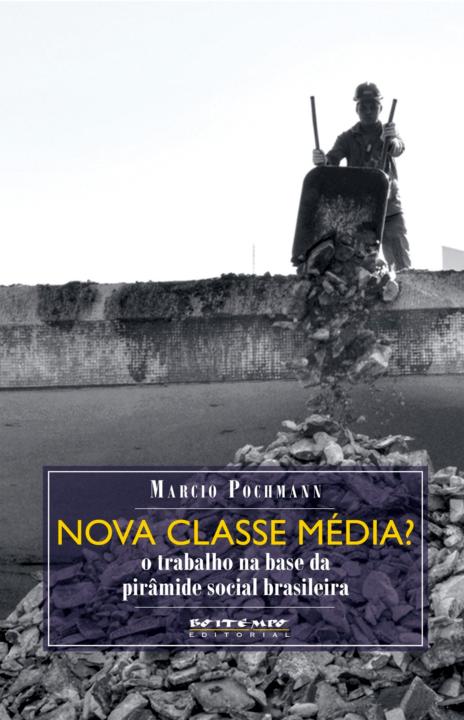 MARCIO POCHMANN
NOVA CLASSE MÉDIA?
o trabalho na base da
pirâmide social brasileira
BOITEMPO
EDITORIAL